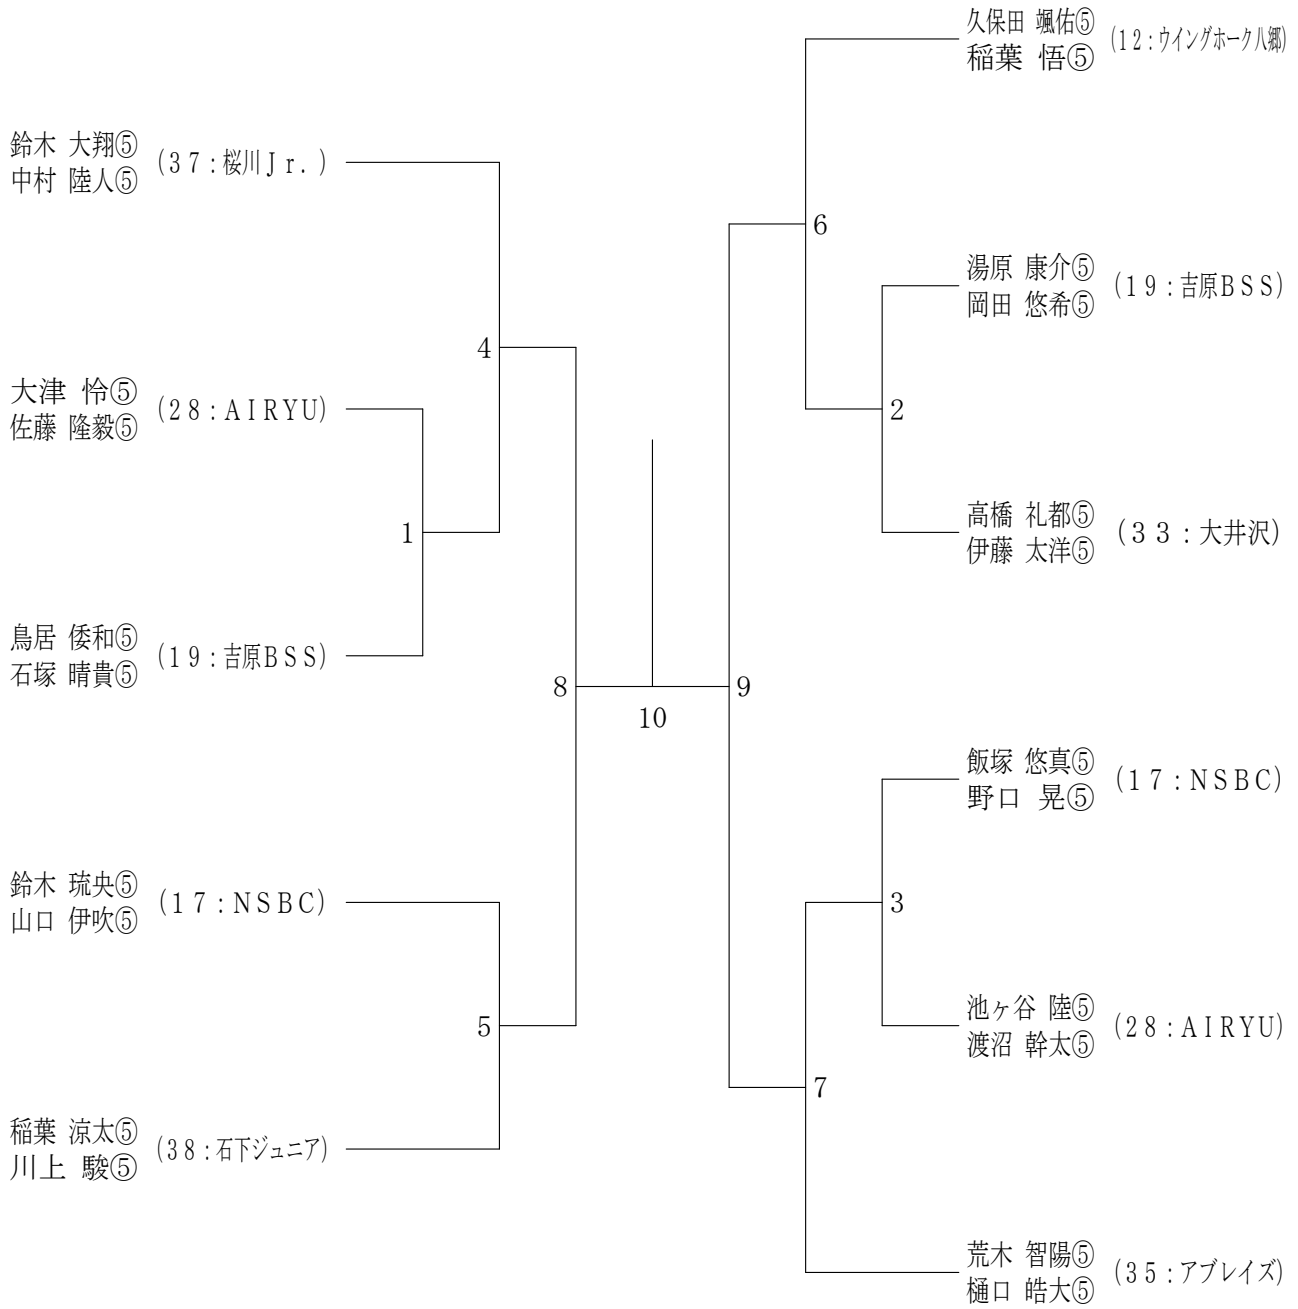 鈴木 大翔⑤
中村 陸人⑤
(37:桜川Jr.)
大津 怜⑤
佐藤 隆毅⑤
(28:AIRYU)
鳥居 倭和⑤
石塚 晴貴⑤
(19:吉原BSS)
鈴木 琉央⑤
山口 伊吹⑤
(17:NSBC)
稲葉 涼太⑤
川上 駿⑤
(38:石下ジュニア)
4
1
5
8
10
9
6
2
3
7
久保田 颯佑⑤
稲葉 悟⑤
(12:ウイングホーク八郷)
湯原 康介⑤
岡田 悠希⑤
(19:吉原BSS)
高橋 礼都⑤
伊藤 太洋⑤
(33:大井沢)
飯塚 悠真⑤
野口 晃⑤
(17:NSBC)
池ヶ谷 陸⑤
渡沼 幹太⑤
(28:AIRYU)
荒木 智陽⑤
樋口 皓大⑤
(35:アブレイズ)